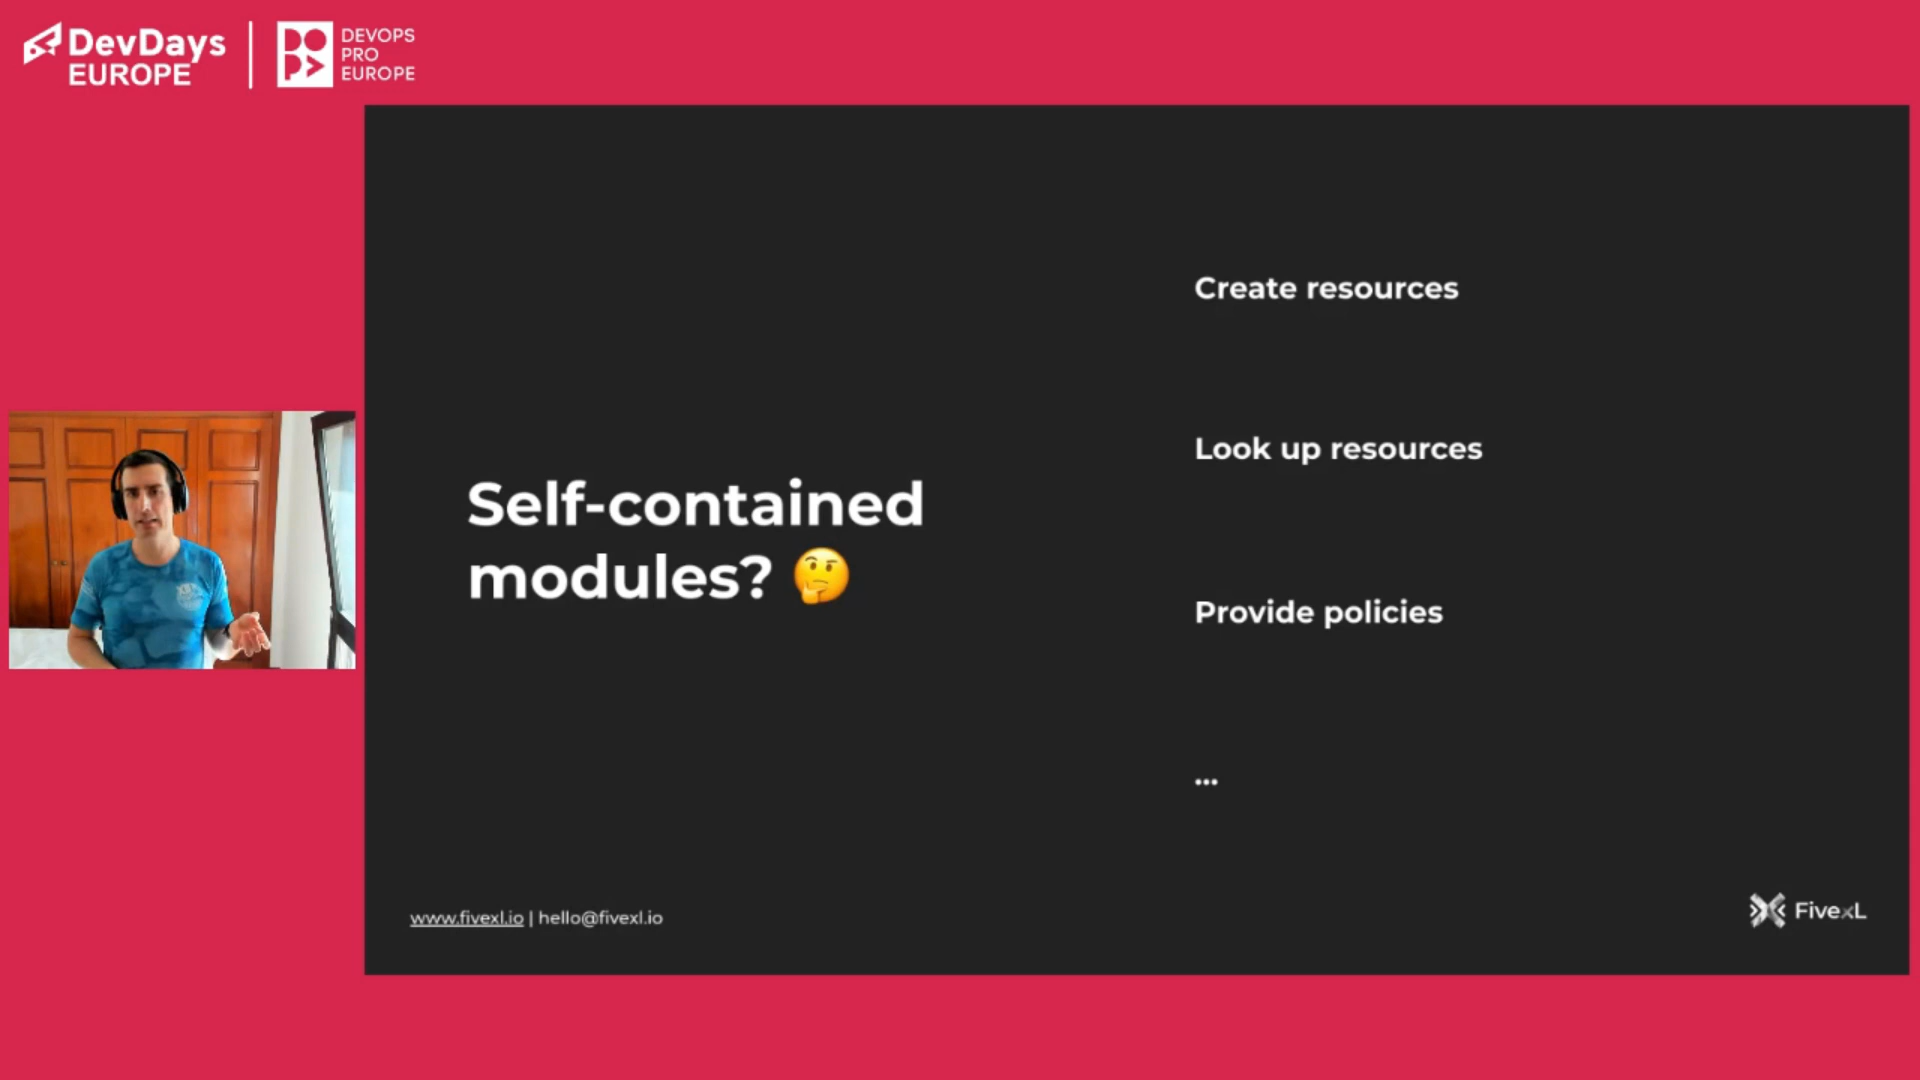 DevDays
EUROPE
DEVOPS
PRO
EUROPE
Create resources
Look up resources
Self-contained
modules? 🤔
Provide policies
...
www.fivexl.io | hello@fivexl.io
FivexL